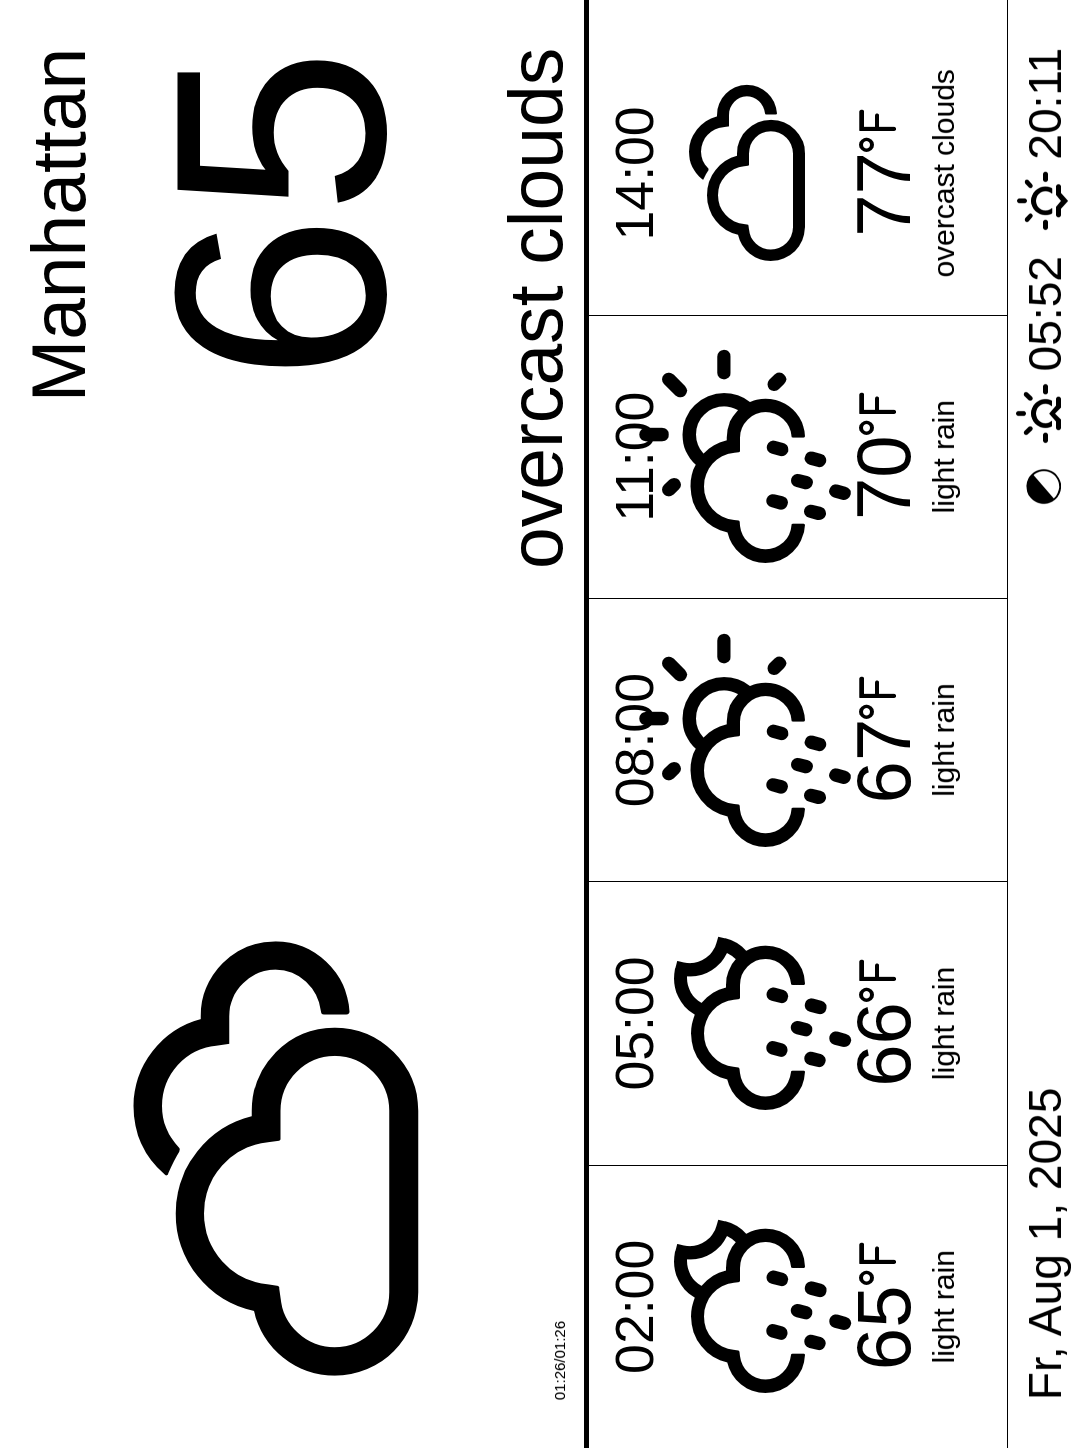 Manhattan
65
overcast clouds
01:26/01:26
02:00 05:00 08:00 11:00 14:00
65°F 66°F 67°F 70°F 77°F
light rain light rain light rain light rain overcast clouds
Fr, Aug 1, 2025 05:52 20:11